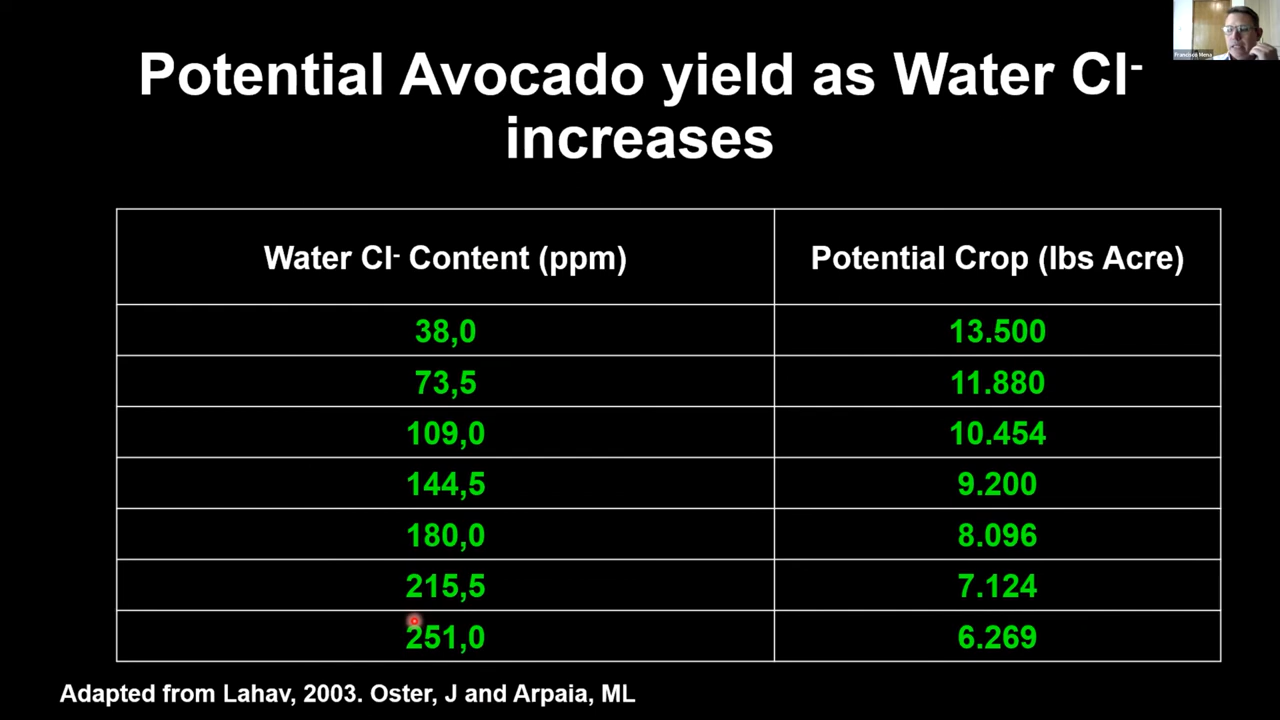 Francisco Mena
Potential Avocado yield as Water Cl-
increases
Water Cl- Content (ppm) Potential Crop (lbs Acre)
38,0 13.500
73,5 11.880
109,0 10.454
144,5 9.200
180,0 8.096
215,5 7.124
251,0 6.269
Adapted from Lahav, 2003. Oster, J and Arpaia, ML